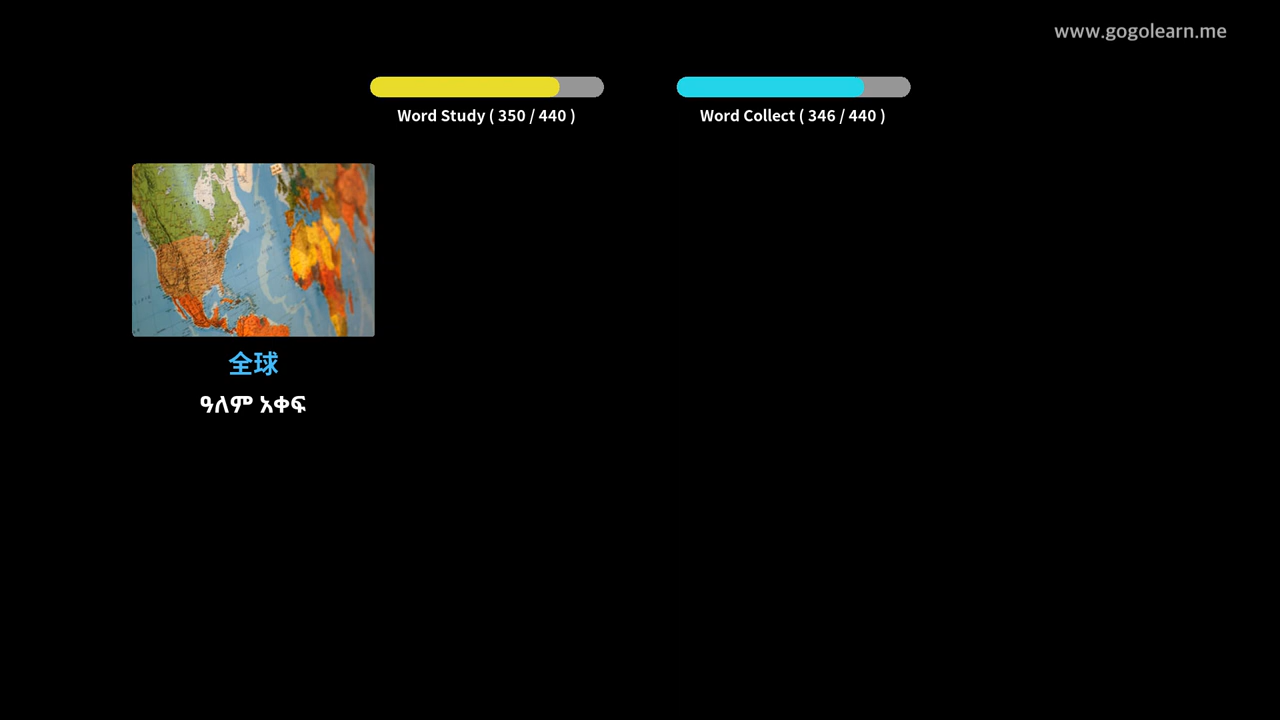 www.gogolearn.me
Word Study ( 350 / 440 )
Word Collect ( 346 / 440 )
全球
ዓለም አቀፍ